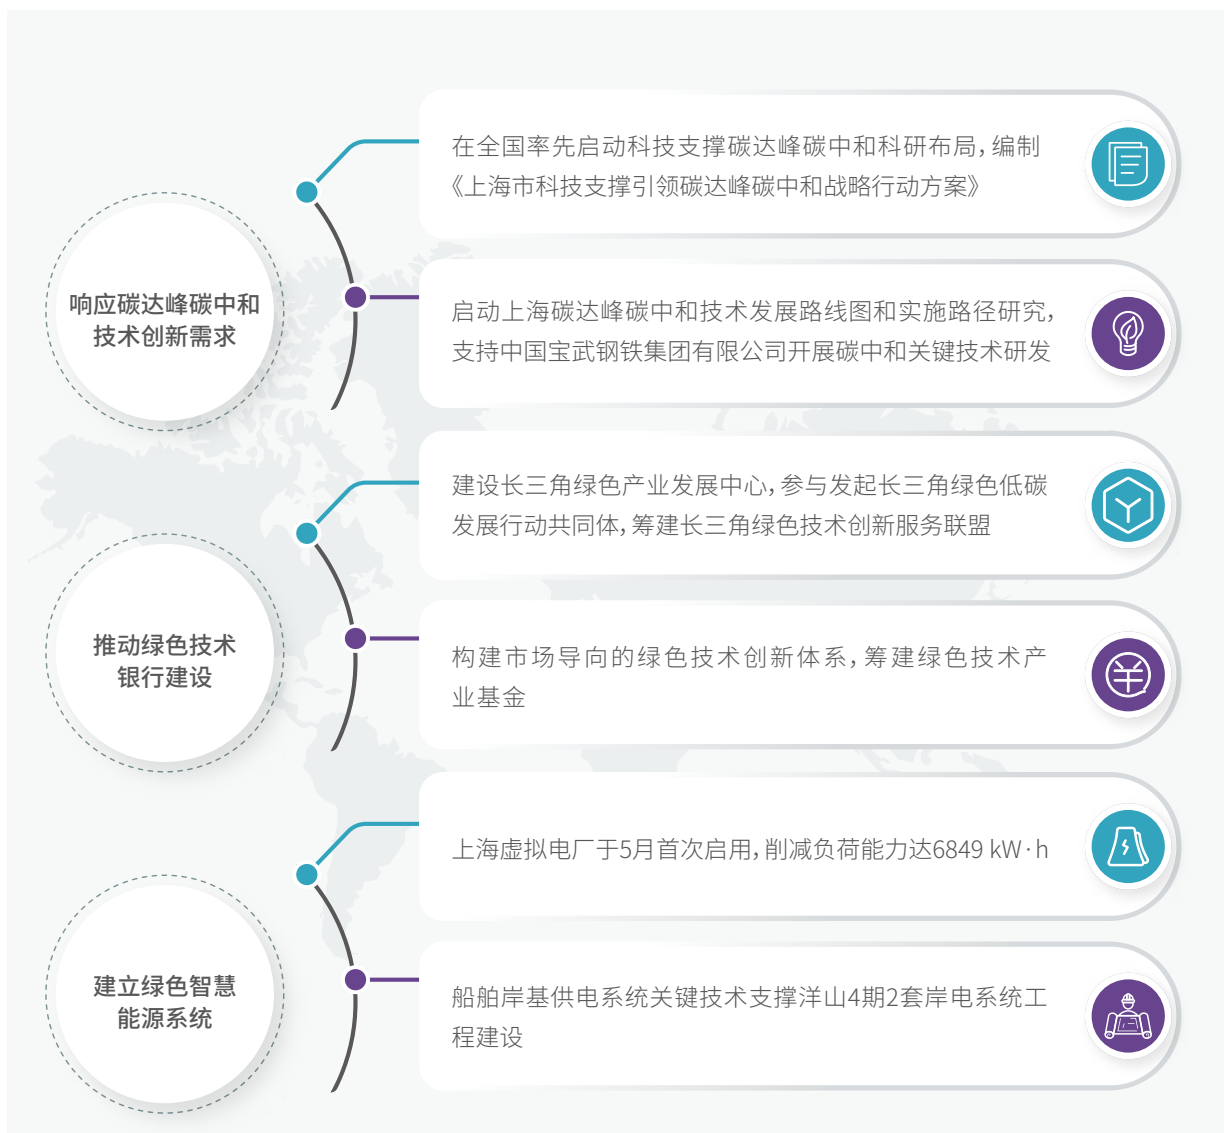 响应碳达峰碳中和
技术创新需求
在全国率先启动科技支撑碳达峰碳中和科研布局，编制
《上海市科技支撑引领碳达峰碳中和战略行动方案》
启动上海碳达峰碳中和技术发展路线图和实施路径研究，
支持中国宝武钢铁集团有限公司开展碳中和关键技术研发
推动绿色技术
银行建设
建设长三角绿色产业发展中心，参与发起长三角绿色低碳
发展行动共同体，筹建长三角绿色技术创新服务联盟
构建市场导向的绿色技术创新体系，筹建绿色技术产
业基金
建立绿色智慧
能源系统
上海虚拟电厂于5月首次启用，削减负荷能力达6849 kW·h
船舶岸基供电系统关键技术支撑洋山4期2套岸电系统工
程建设